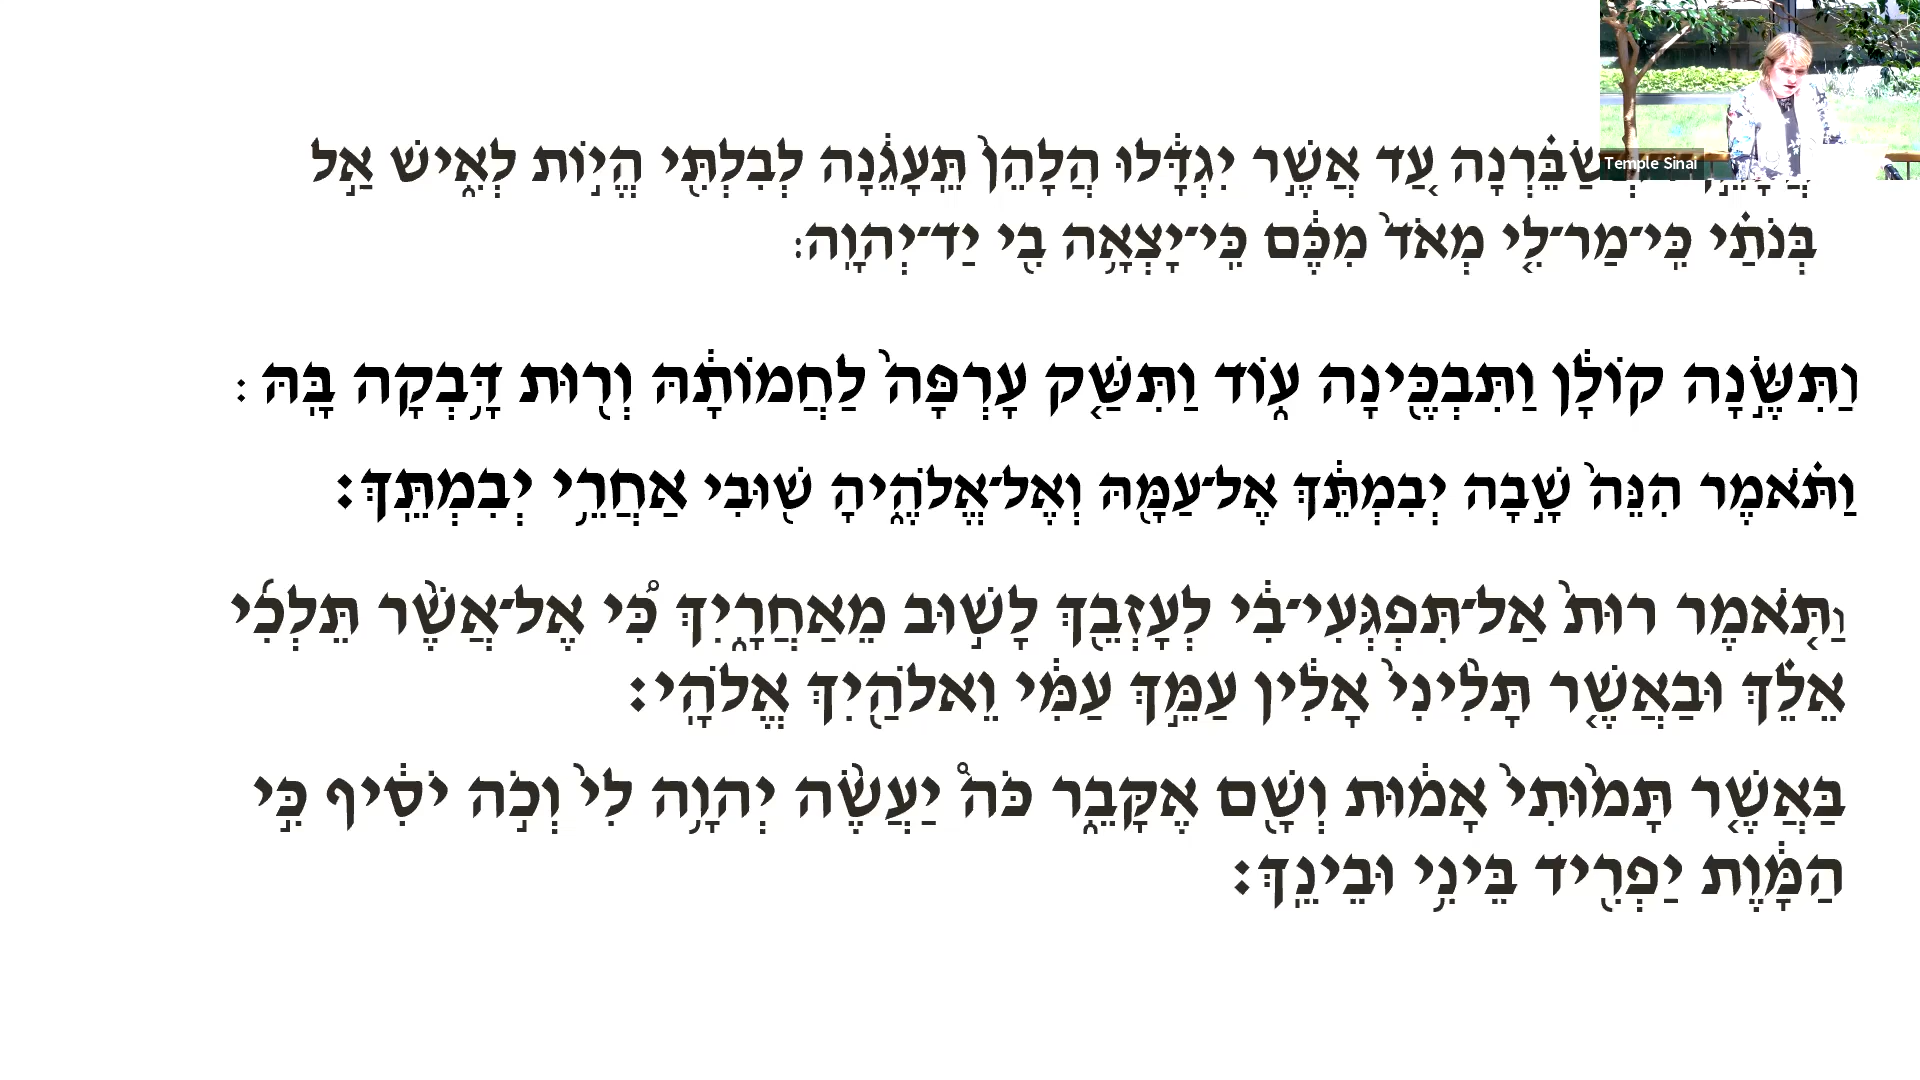 Temple Sinai
תְּשַׂבֵּ֗רְנָה עַ֚ד אֲשֶׁ֣ר יִגְדָּ֔לוּ הֲלָהֵן֙ תֵּֽעָגֵ֔נָה לְבִלְתִּ֖י הֱי֣וֹת לְאִ֑ישׁ אַ֣ל
בְּנֹתַ֗י כִּֽי־מַר־לִ֤י מְאֹד֙ מִכֶּ֔ם כִּֽי־יָצְאָ֥ה בִ֖י יַד־יְהוָֽה׃
וַתִּשֶּׂ֣נָה קוֹלָ֔ן וַתִּבְכֶּ֖ינָה ע֑וֹד וַתִּשַּׁ֤ק עָרְפָּה֙ לַחֲמוֹתָ֔הּ וְר֖וּת דָּ֥בְקָה בָּֽהּ׃
וַתֹּ֗אמֶר הִנֵּה֙ שָׁ֣בָה יְבִמְתֵּ֔ךְ אֶל־עַמָּ֖הּ וְאֶל־אֱלֹהֶ֑יהָ שׁ֖וּבִי אַחֲרֵ֥י יְבִמְתֵּֽךְ׃
וַתֹּ֤אמֶר רוּת֙ אַל־תִּפְגְּעִי־בִ֔י לְעָזְבֵ֖ךְ לָשׁ֣וּב מֵאַחֲרָ֑יִךְ כִּ֠י אֶל־אֲשֶׁ֨ר תֵּלְכִ֜י
אֵלֵ֗ךְ וּבַאֲשֶׁ֤ר תָּלִ֙ינִי֙ אָלִ֔ין עַמֵּ֣ךְ עַמִּ֔י וֵאלֹהַ֖יִךְ אֱלֹהָֽי׃
בַּאֲשֶׁ֤ר תָּמ֙וּתִי֙ אָמ֔וּת וְשָׁ֖ם אֶקָּבֵ֑ר כֹּה֩ יַעֲשֶׂ֨ה יְהוָ֥ה לִי֙ וְכֹ֣ה יֹסִ֔יף כִּ֣י
הַמָּ֔וֶת יַפְרִ֖יד בֵּינִ֥י וּבֵינֵֽךְ׃